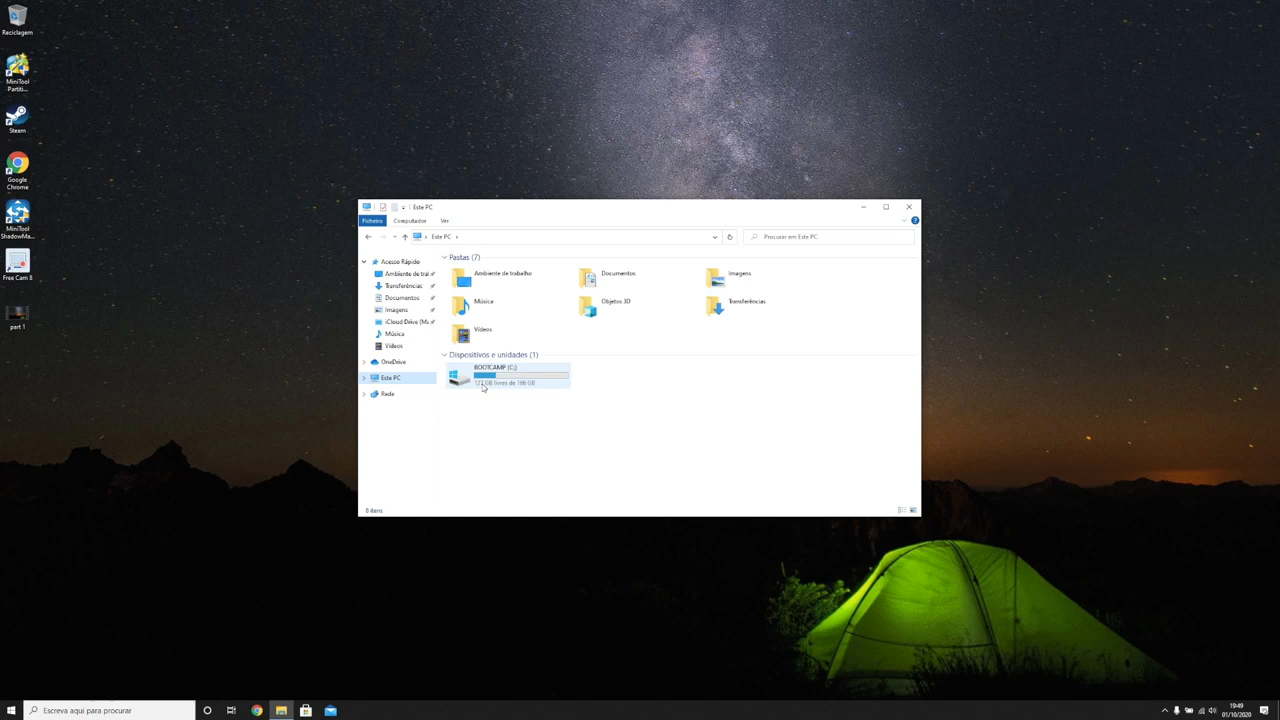 Reciclagem
MiniTool
Partiti...
Steam
Google
Chrome
MiniTool
ShadowMa...
Free Cam 8
part 1
Este PC
Ficheiro
Computador
Ver
Este PC
Procurar em Este PC
Acesso Rápido
Ambiente de tral
Transferências
Documentos
Imagens
iCloud Drive (Ma
Música
Vídeos
OneDrive
Este PC
Rede
Pastas (7)
Ambiente de trabalho
Documentos
Imagens
Música
Objetos 3D
Transferências
Vídeos
Dispositivos e unidades (1)
BOOTCAMP (C:)
127 GB livres de 166 GB
8 itens
Escreva aqui para procurar
19:49
01/10/2020